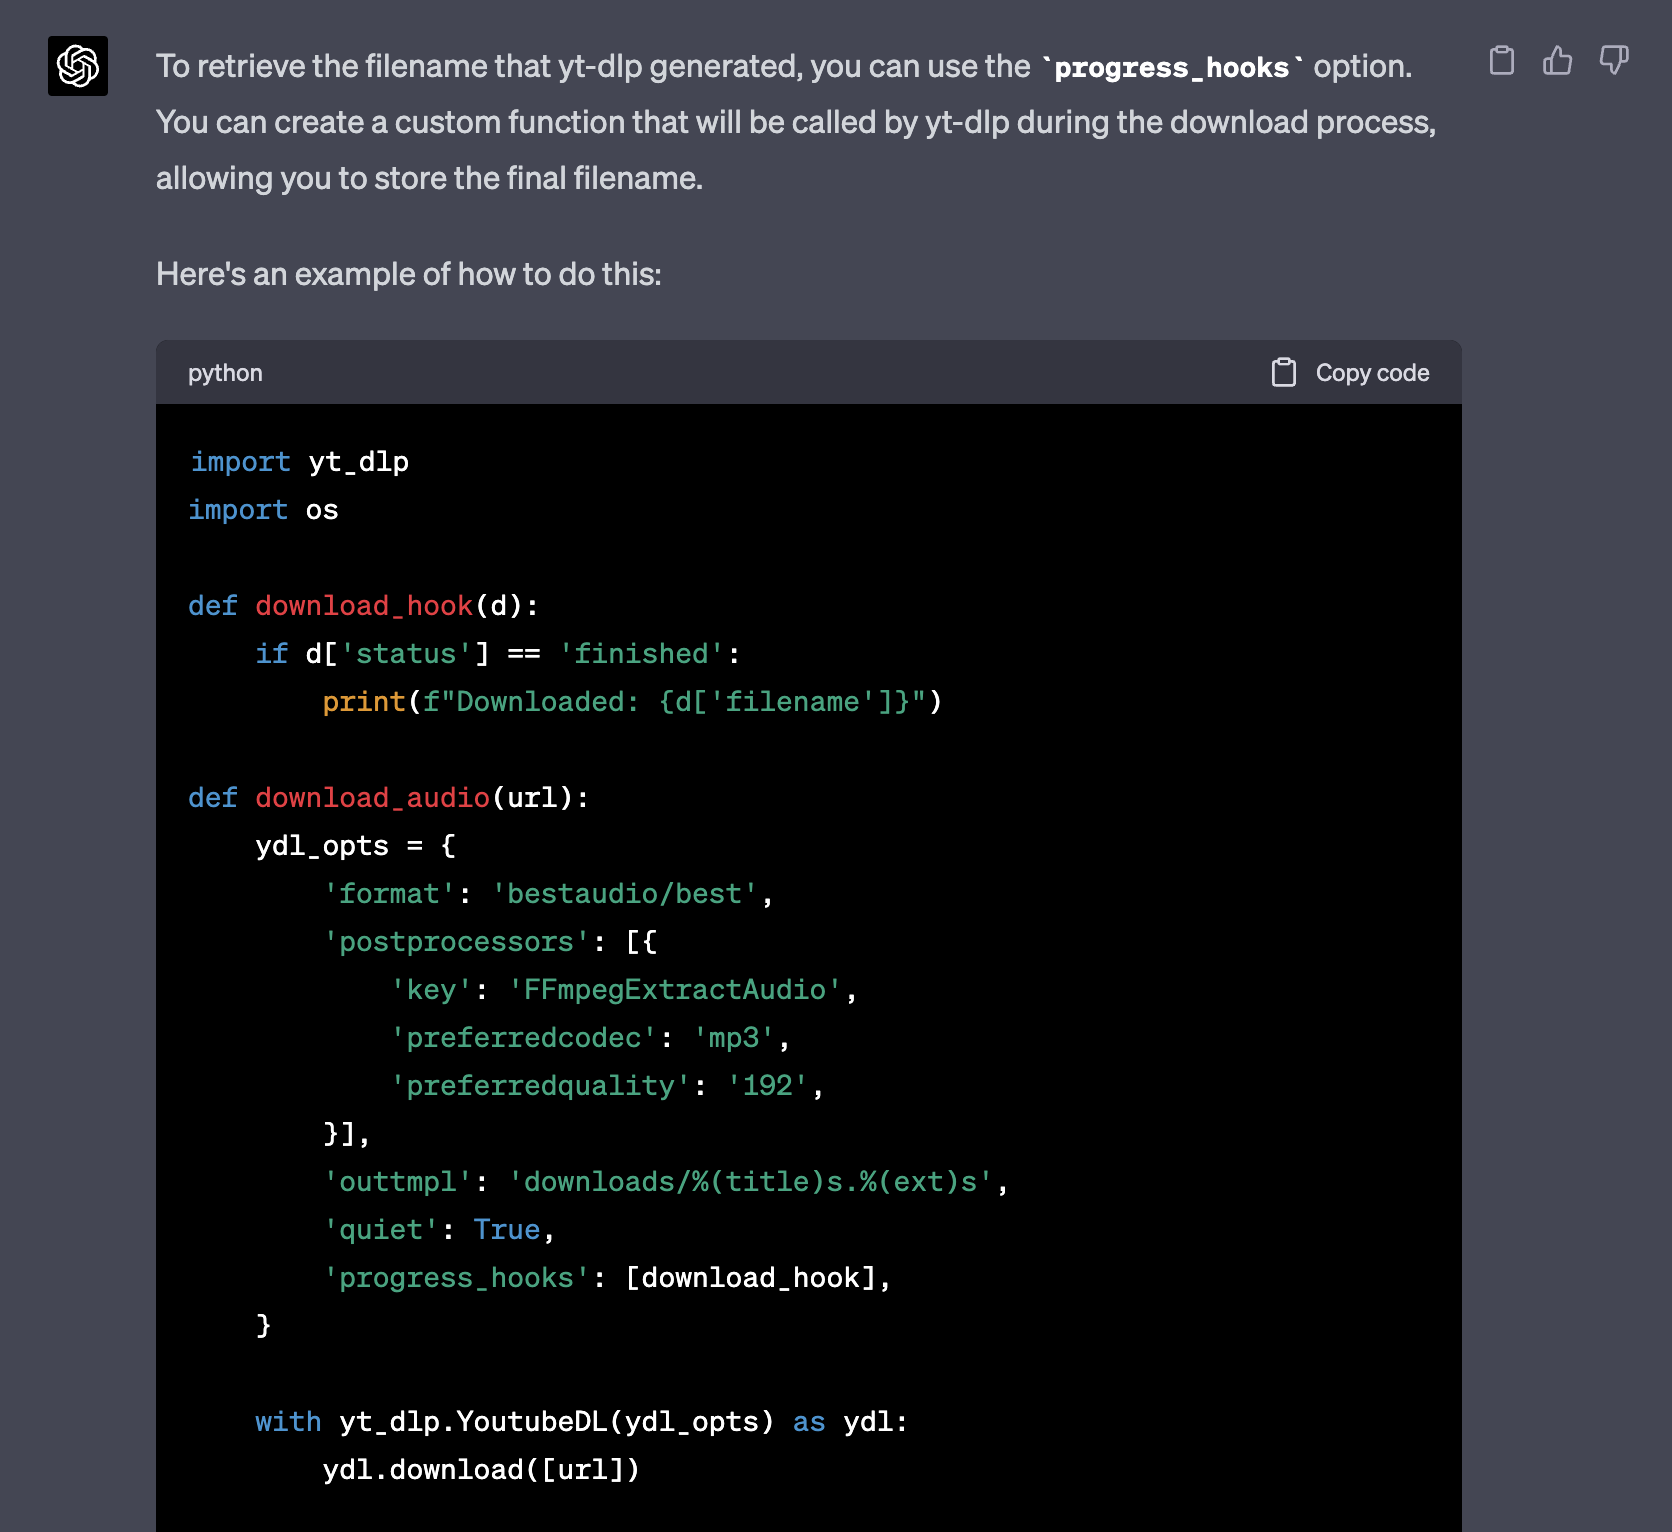 To retrieve the filename that yt-dlp generated, you can use the `progress_hooks` option.
You can create a custom function that will be called by yt-dlp during the download process,
allowing you to store the final filename.
Here's an example of how to do this:
python
Copy code
import yt_dlp
import os
def download_hook(d):
    if d['status'] == 'finished':
        print(f"Downloaded: {d['filename']}")
def download_audio(url):
    ydl_opts = {
        'format': 'bestaudio/best',
        'postprocessors': [{
            'key': 'FFmpegExtractAudio',
            'preferredcodec': 'mp3',
            'preferredquality': '192',
        }],
        'outtmpl': 'downloads/%(title)s.%(ext)s',
        'quiet': True,
        'progress_hooks': [download_hook],
    }
    with yt_dlp.YoutubeDL(ydl_opts) as ydl:
        ydl.download([url])